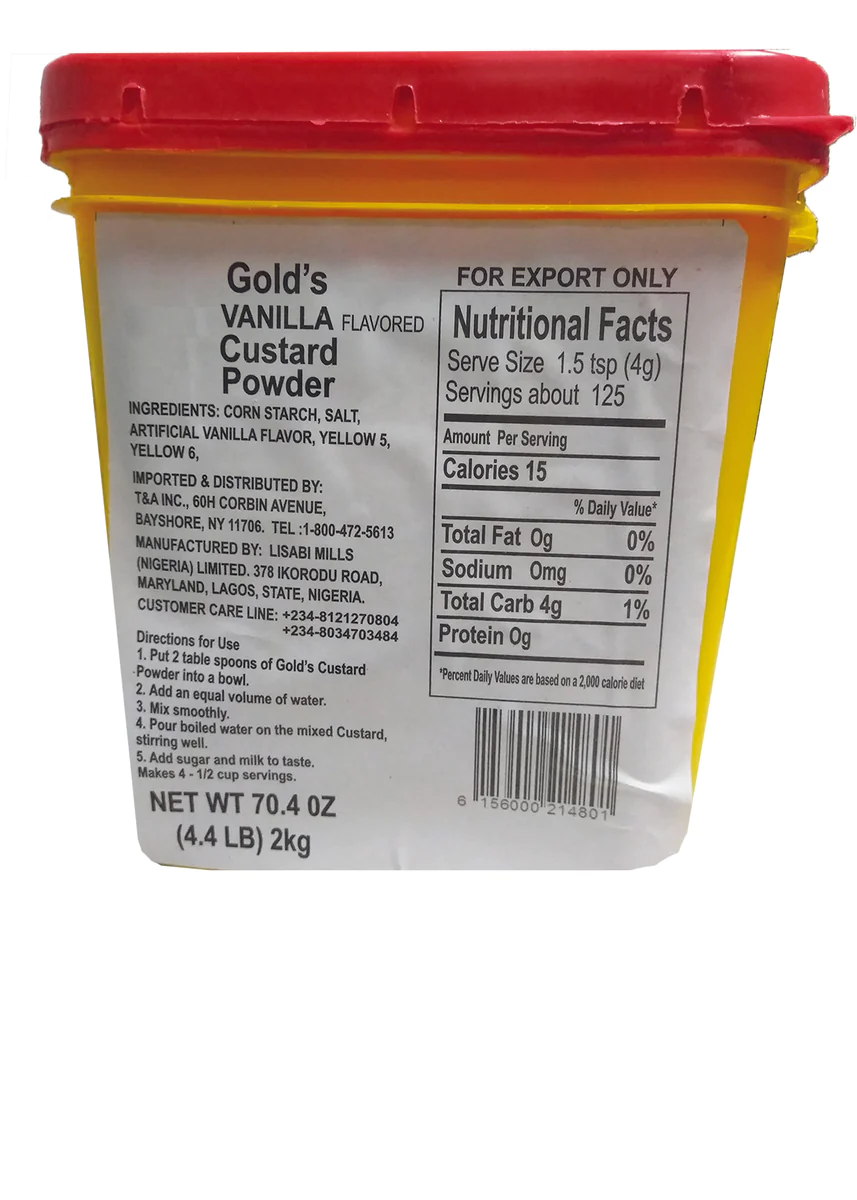 Gold's
VANILLA FLAVORED
Custard
Powder
INGREDIENTS: CORN STARCH, SALT,
ARTIFICIAL VANILLA FLAVOR, YELLOW 5,
YELLOW 6,
IMPORTED & DISTRIBUTED BY:
T&A INC., 60H CORBIN AVENUE,
BAYSHORE, NY 11706. TEL :1-800-472-5613
MANUFACTURED BY: LISABI MILLS
(NIGERIA) LIMITED. 378 IKORODU ROAD,
MARYLAND, LAGOS, STATE, NIGERIA.
CUSTOMER CARE LINE: +234-8121270804
+234-8034703484
Directions for Use
1. Put 2 table spoons of Gold's Custard
Powder into a bowl.
2. Add an equal volume of water.
3. Mix smoothly.
4. Pour boiled water on the mixed Custard,
stirring well.
5. Add sugar and milk to taste.
Makes 4 - 1/2 cup servings.
NET WT 70.4 OZ
(4.4 LB) 2kg
FOR EXPORT ONLY
Nutritional Facts
Serve Size 1.5 tsp (4g)
Servings about 125
Amount Per Serving
Calories 15
% Daily Value*
Total Fat 0g 0%
Sodium 0mg 0%
Total Carb 4g 1%
Protein 0g
*Percent Daily Values are based on a 2,000 calorie diet
6 156000 214801